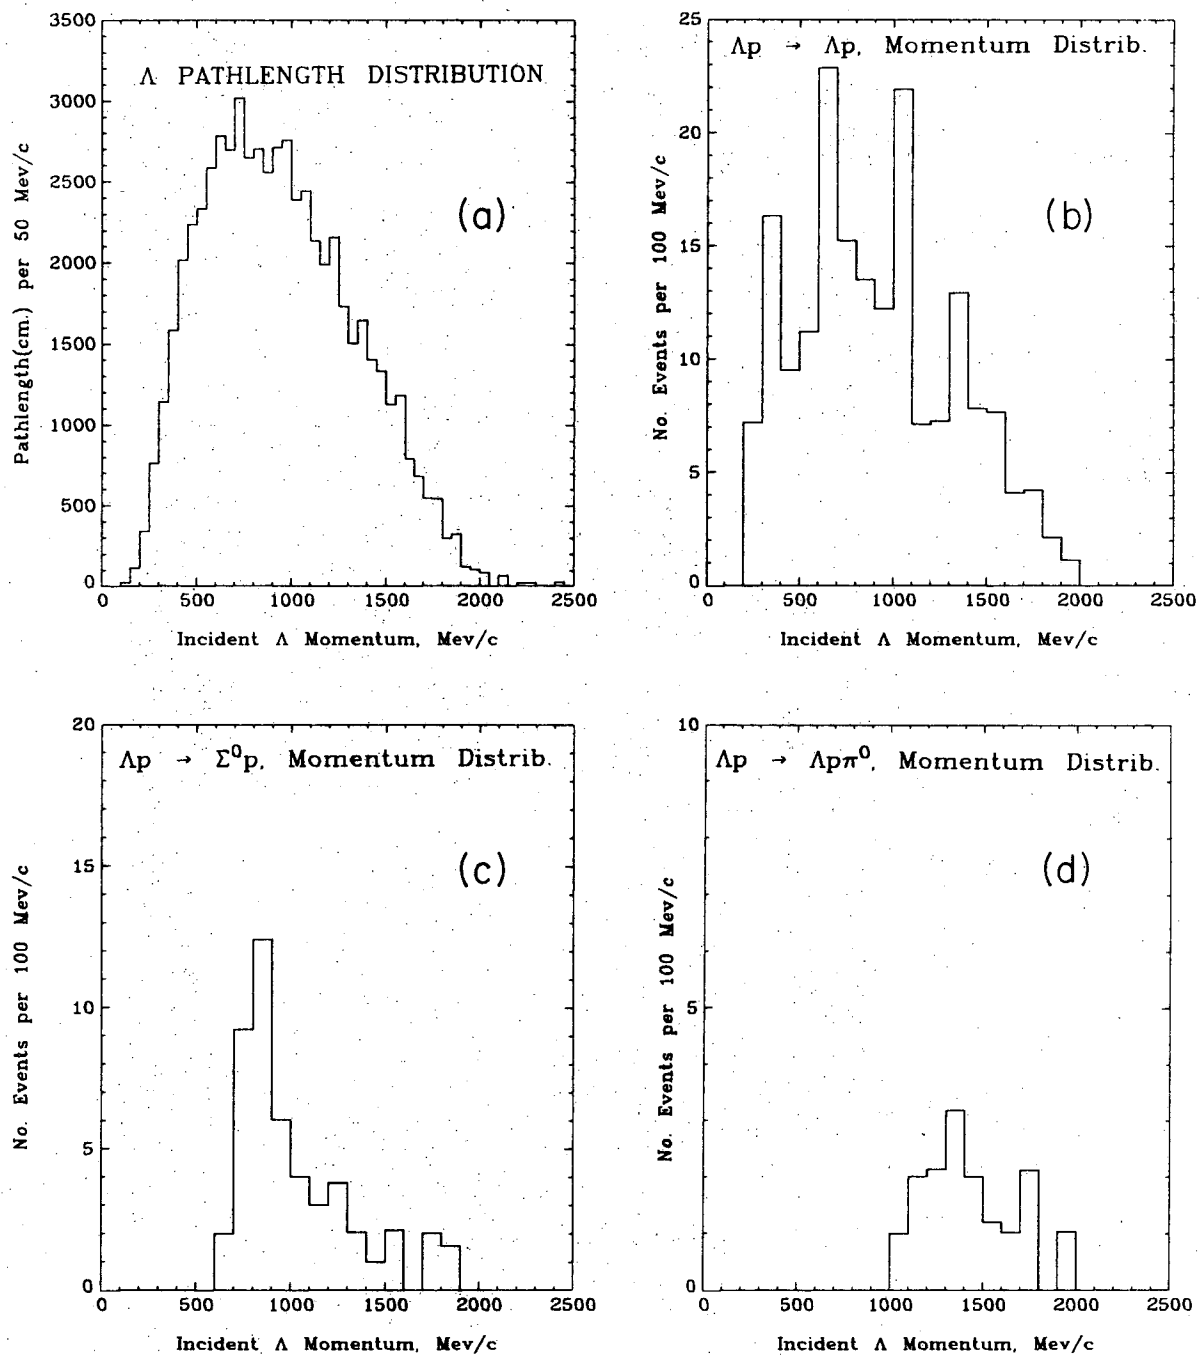 Λ PATHLENGTH DISTRIBUTION
(a)
Pathlength(cm.) per 50 Mev/c
3500
3000
2500
2000
1500
1000
500
0
0 500 1000 1500 2000 2500
Incident Λ Momentum, Mev/c
Λp → Λp, Momentum Distrib.
(b)
No. Events per 100 Mev/c
25
20
15
10
5
0
0 500 1000 1500 2000 2500
Incident Λ Momentum, Mev/c
Λp → Σ⁰p, Momentum Distrib.
(c)
No. Events per 100 Mev/c
20
15
10
5
0
0 500 1000 1500 2000 2500
Incident Λ Momentum, Mev/c
Λp → Λpπ⁰, Momentum Distrib.
(d)
No. Events per 100 Mev/c
10
5
0
0 500 1000 1500 2000 2500
Incident Λ Momentum, Mev/c